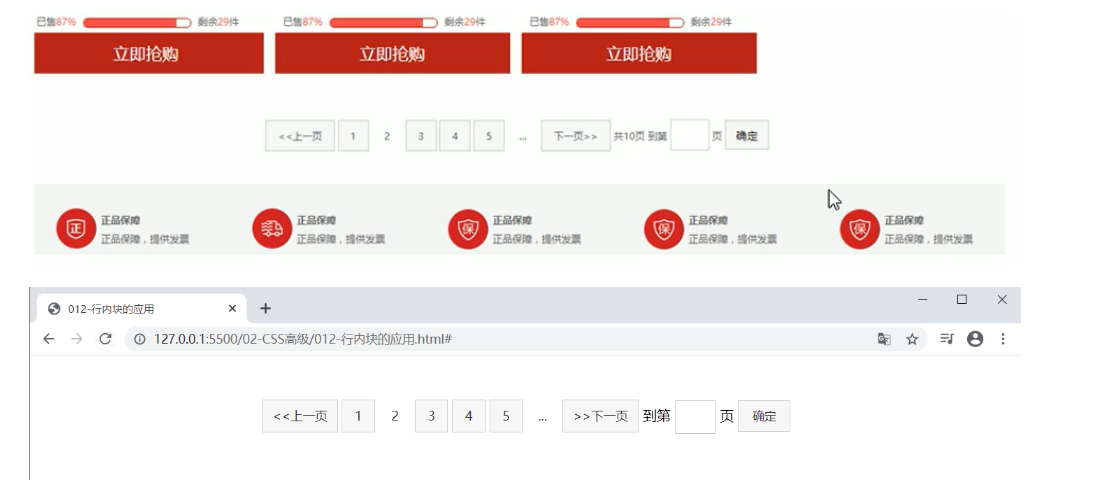 已售87% 剩余29件 已售87% 剩余29件 已售87% 剩余29件
立即抢购 立即抢购 立即抢购
<<上一页 1 2 3 4 5 ... 下一页>> 共10页 到第 页 确定
正品保障 正品保障 正品保障 正品保障 正品保障
正品保障，提供发票 正品保障，提供发票 正品保障，提供发票 正品保障，提供发票 正品保障，提供发票
正 保 保 保
012-行内块的应用
127.0.0.1:5500/02-CSS高级/012-行内块的应用.html#
<<上一页 1 2 3 4 5 ... >>下一页 到第 页 确定